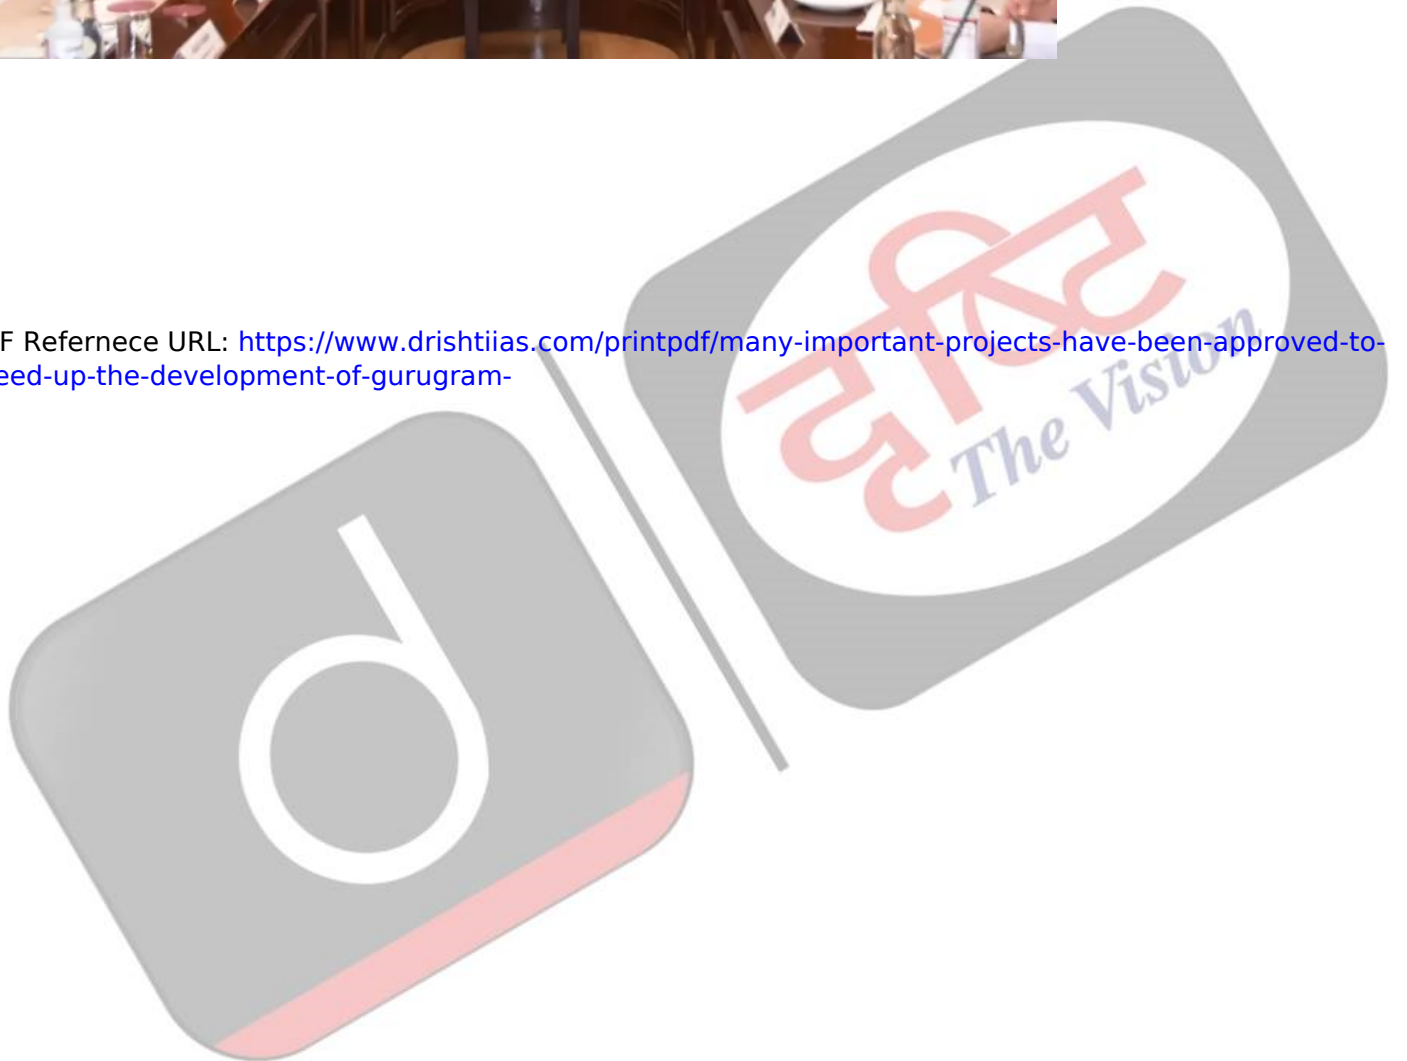 F Refernece URL: https://www.drishtiias.com/printpdf/many-important-projects-have-been-approved-to-
eed-up-the-development-of-gurugram-
दृष्टि
The Vision
d